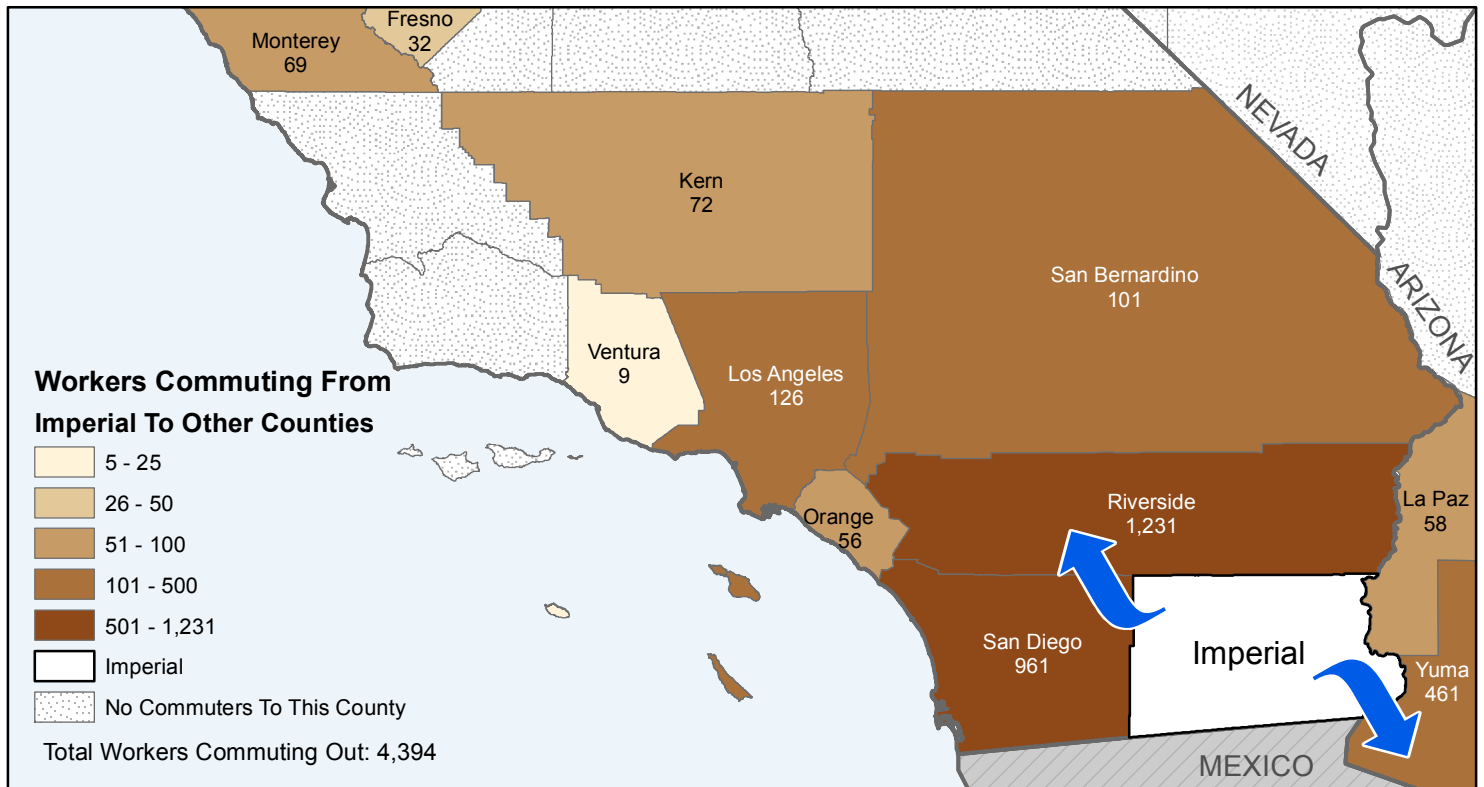 Fresno
32
Monterey
69
NEVADA
Kern
72
San Bernardino
101
ARIZONA
Ventura
9
Los Angeles
126
Workers Commuting From
Imperial To Other Counties
5 - 25
26 - 50
51 - 100
101 - 500
501 - 1,231
Imperial
No Commuters To This County
Total Workers Commuting Out: 4,394
Orange
56
Riverside
1,231
La Paz
58
San Diego
961
Imperial
Yuma
461
MEXICO